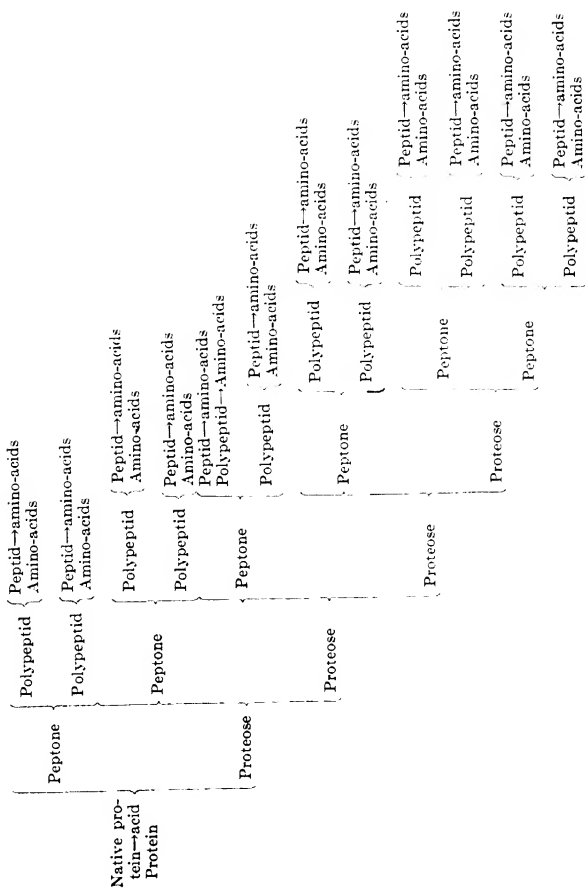 Polypeptid { Peptid→amino-acids
Amino-acids
Peptone
Polypeptid { Peptid→amino-acids
Amino-acids
Native pro-
tein→acid
Protein
Peptid→amino-acids
Polypeptid
Amino-acids
Peptone
Peptid→amino-acids
Polypeptid
Amino-acids
Peptid→amino-acids
Polypeptid→Amino-acids
Proteose
Peptone
Peptid→amino-acids
Polypeptid
Amino-acids
Peptid→amino-acids
Polypeptid
Amino-acids
Proteose
Peptone
Peptid→amino-acids
Polypeptid
Amino-acids
Peptid→amino-acids
Polypeptid
Amino-acids
Proteose
Peptone
Peptid→amino-acids
Polypeptid
Amino-acids
Proteose
Peptid→amino-acids
Polypeptid
Amino-acids
Peptone
Peptid→amino-acids
Polypeptid
Amino-acids